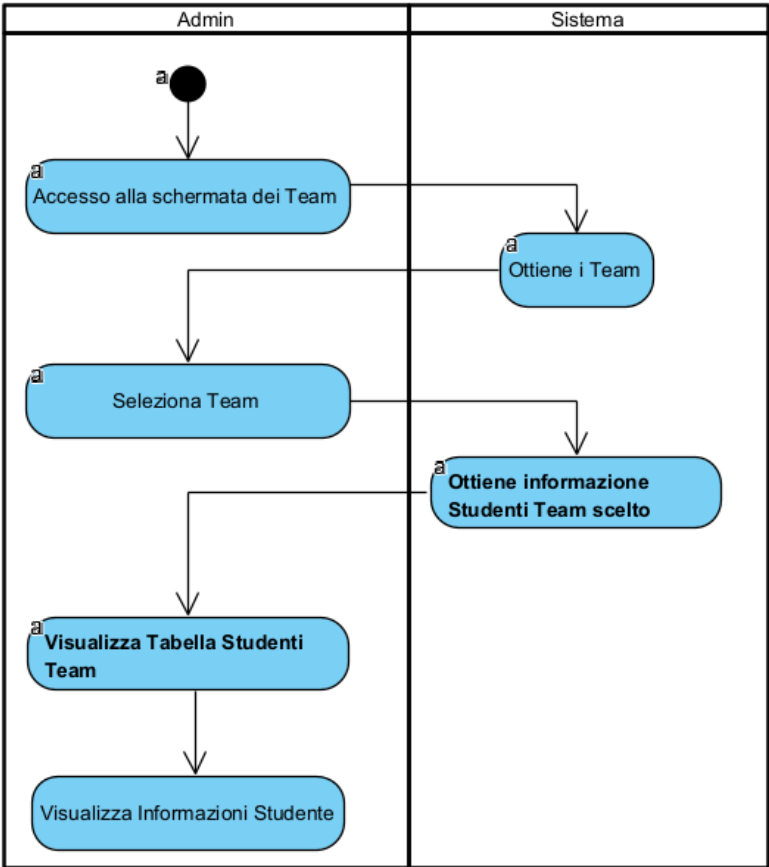 Admin
Sistema
a
a
Accesso alla schermata dei Team
a
Ottiene i Team
a
Seleziona Team
a
Ottiene informazione
Studenti Team scelto
a
Visualizza Tabella Studenti
Team
Visualizza Informazioni Studente